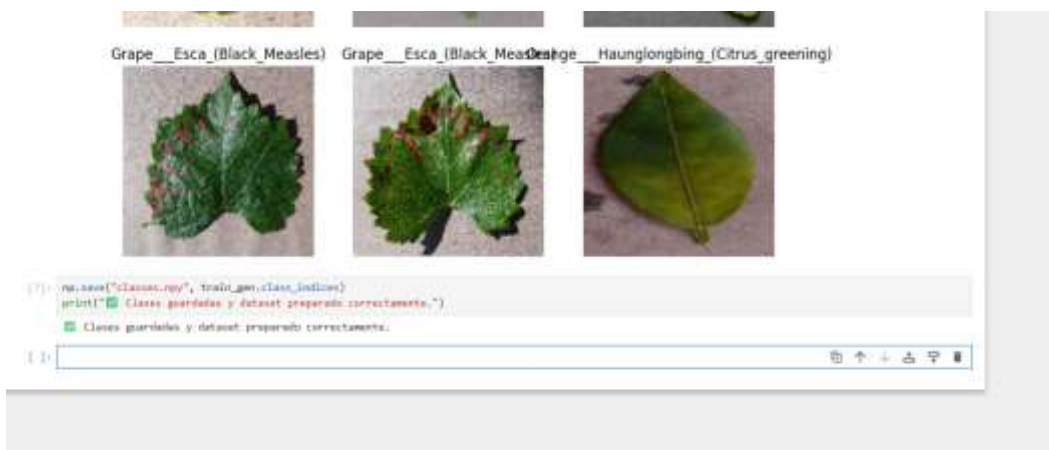 Grape___Esca_(Black_Measles) Grape___Esca_(Black_Measles) Orange___Haunglongbing_(Citrus_greening)
[7]: np.save("classes.npy", train_gen.class_indices)
print("✅ Clases guardadas y dataset preparado correctamente.")
✅ Clases guardadas y dataset preparado correctamente.
[ ]: